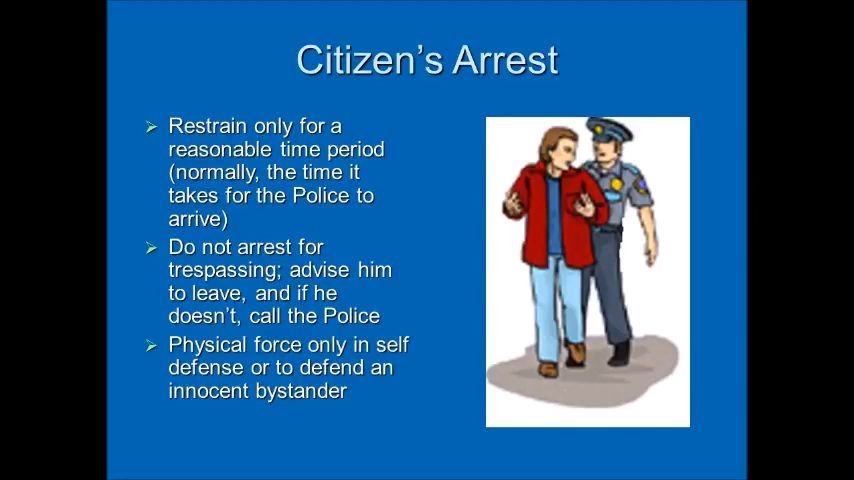 Citizen's Arrest
Restrain only for a
reasonable time period
(normally, the time it
takes for the Police to
arrive)
Do not arrest for
trespassing; advise him
to leave, and if he
doesn't, call the Police
Physical force only in self
defense or to defend an
innocent bystander